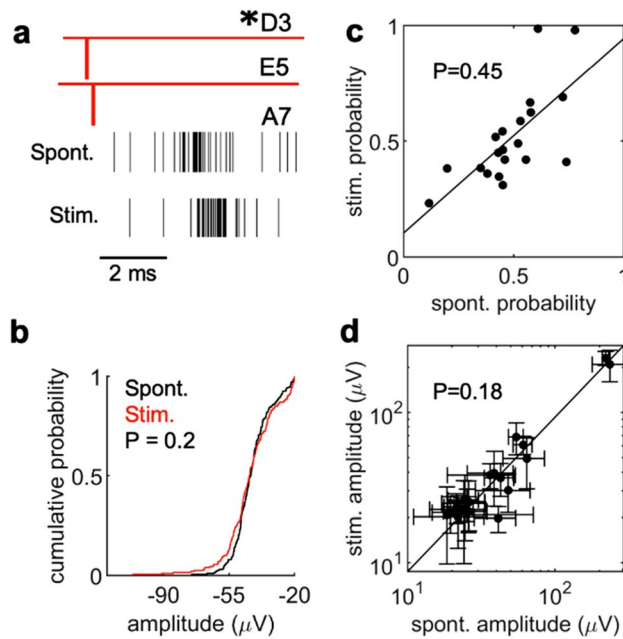 a
*D3
E5
A7
Spont.
Stim.
2 ms
b
cumulative probability
1
0.5
0
Spont.
Stim.
P = 0.2
-90 -55 -20
amplitude (μV)
c
stim. probability
1
0.5
0
P=0.45
0 0.5 1
spont. probability
d
stim. amplitude (μV)
10²
10¹
P=0.18
10¹ 10²
spont. amplitude (μV)